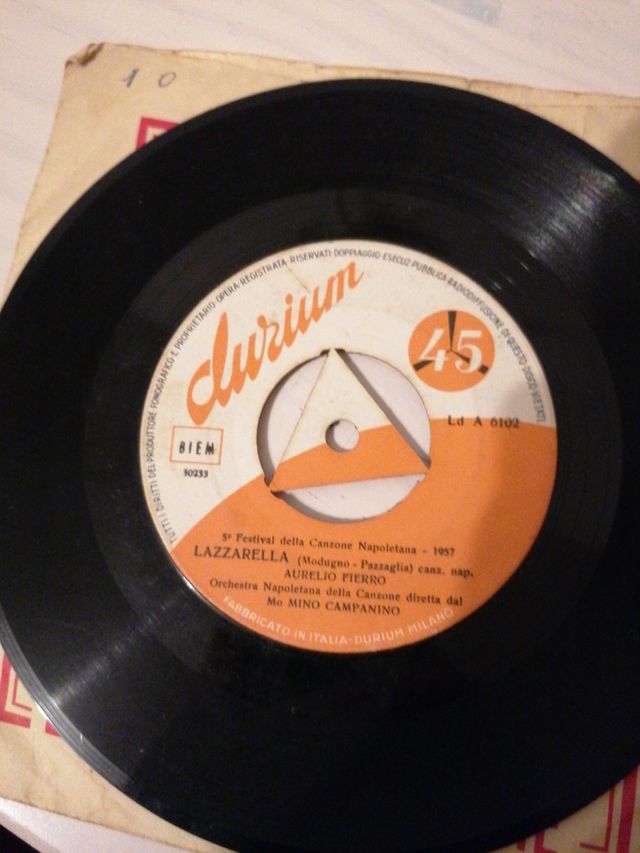 10
TUTTI I DIRITTI DEL PRODUTTORE FONOGRAFICO E PROPRIETARIO OPERA REGISTRATA RISERVATI DOPPIAGGIO-ESECUZ. PUBBLICA RADIODIFFUSIONE DI QUESTO DISCO VIETATI
durium
45
Ld A 6102
BIEM
30233
5º Festival della Canzone Napoletana - 1957
LAZZARELLA (Modugno - Pazzaglia) canz. nap.
AURELIO FIERRO
Orchestra Napoletana della Canzone diretta dal
Mo MINO CAMPANINO
FABBRICATO IN ITALIA-DURIUM MILANO